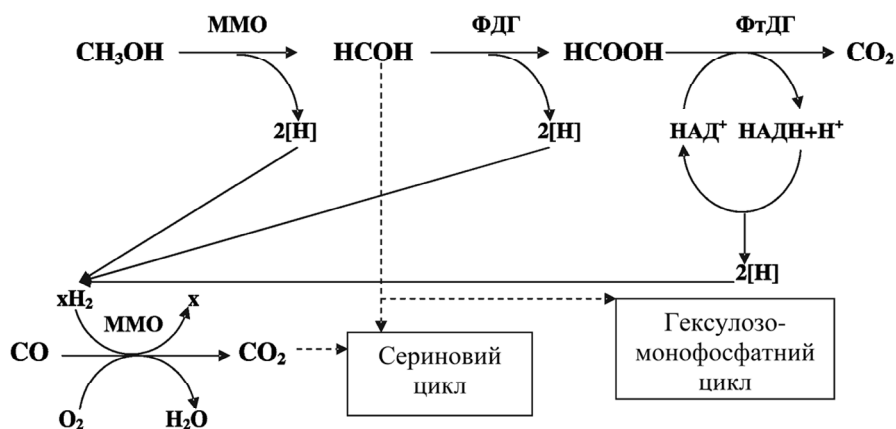 ММО ФДГ ФтДГ
CH₃OH HCOH HCOOH CO₂
2[H] 2[H] НАД⁺ НАДН+Н⁺
2[H]
xH₂ x
ММО
CO CO₂
O₂ H₂O
Сериновий
цикл
Гексулозо-
монофосфатний
цикл